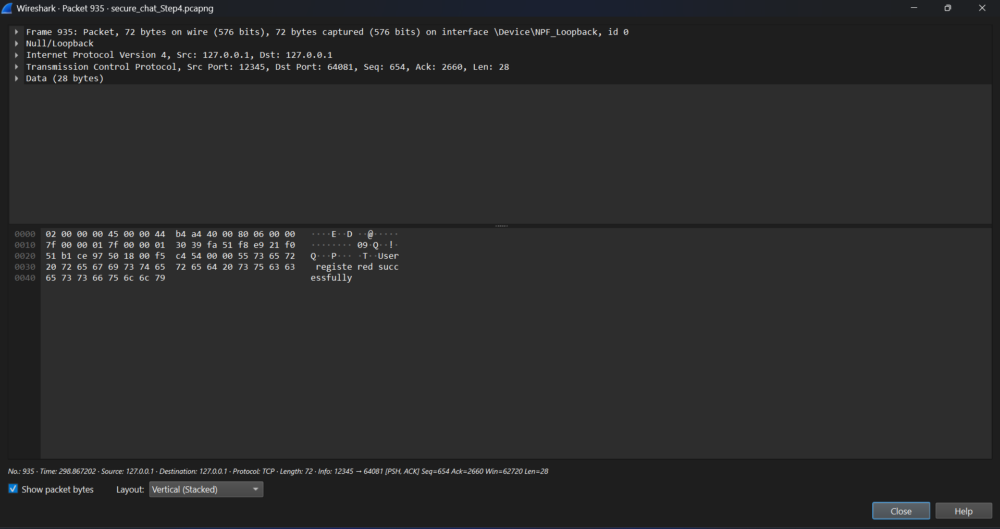 Wireshark · Packet 935 · secure_chat_Step4.pcapng
Frame 935: Packet, 72 bytes on wire (576 bits), 72 bytes captured (576 bits) on interface \Device\NPF_Loopback, id 0
Null/Loopback
Internet Protocol Version 4, Src: 127.0.0.1, Dst: 127.0.0.1
Transmission Control Protocol, Src Port: 12345, Dst Port: 64081, Seq: 654, Ack: 2660, Len: 28
Data (28 bytes)
0000 02 00 00 00 45 00 00 44 b4 a4 40 00 80 06 00 00 ····E··D ··@·····
0010 7f 00 00 01 7f 00 00 01 30 39 fa 51 f8 e9 21 f0 ········ 09·Q··!·
0020 51 b1 ce 97 50 18 00 f5 c4 54 00 00 55 73 65 72 Q···P··· ·T··User
0030 20 72 65 67 69 73 74 65 72 65 64 20 73 75 63 63 registe red succ
0040 65 73 73 66 75 6c 6c 79 essfully
No.: 935 · Time: 298.867202 · Source: 127.0.0.1 · Destination: 127.0.0.1 · Protocol: TCP · Length: 72 · Info: 12345 → 64081 [PSH, ACK] Seq=654 Ack=2660 Win=62720 Len=28
Show packet bytes Layout: Vertical (Stacked)
Close Help